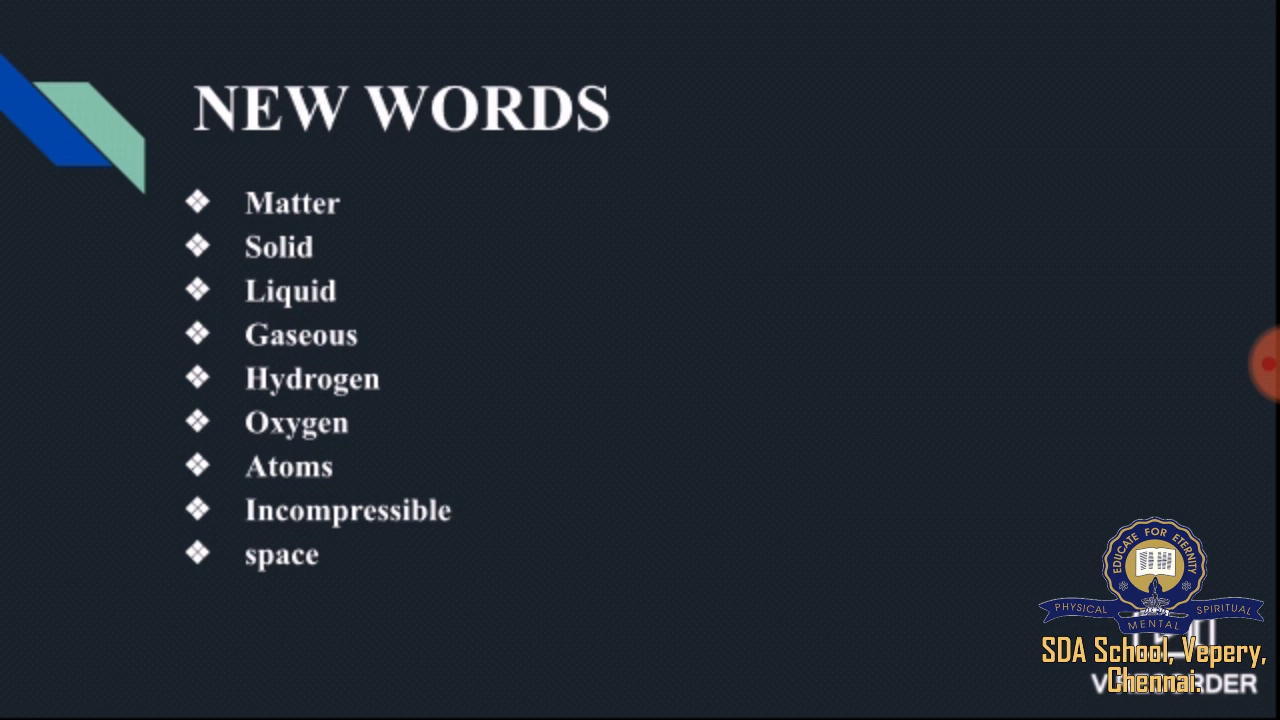 NEW WORDS
❖ Matter
❖ Solid
❖ Liquid
❖ Gaseous
❖ Hydrogen
❖ Oxygen
❖ Atoms
❖ Incompressible
❖ space
EDUCATE FOR ETERNITY
PHYSICAL MENTAL SPIRITUAL
SDA School, Vepery,
Chennai.